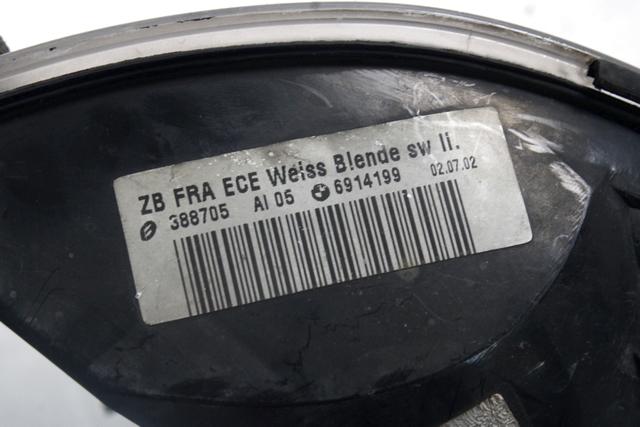 ZB FRA ECE Weiss Blende sw li.
388705 AI 05 6914199 02.07.02